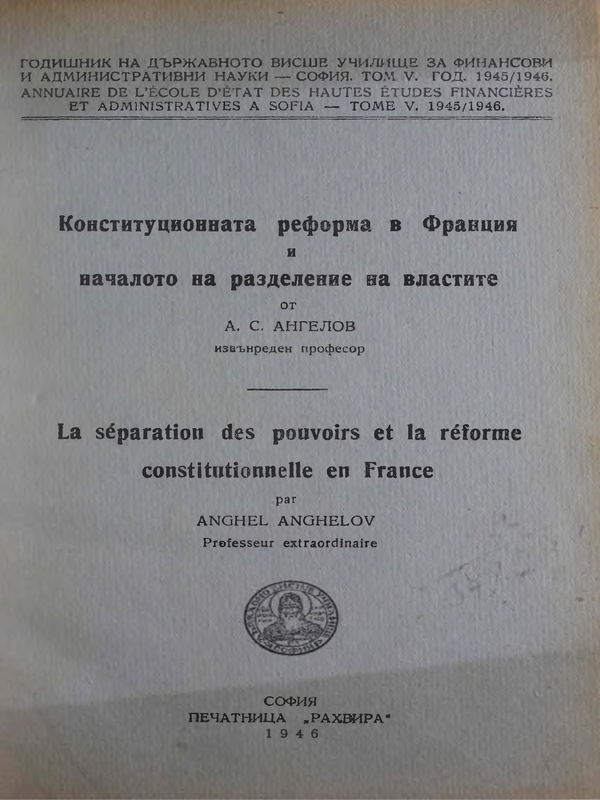 ГОДИШНИК НА ДЪРЖАВНОТО ВИСШЕ УЧИЛИЩЕ ЗА ФИНАНСОВИ
И АДМИНИСТРАТИВНИ НАУКИ — СОФИЯ. ТОМ V. ГОД. 1945/1946.
ANNUAIRE DE L'ÉCOLE D'ÉTAT DES HAUTES ÉTUDES FINANCIÈRES
ET ADMINISTRATIVES A SOFIA — TOME V. 1945/1946.
Конституционната реформа в Франция
и
началото на разделение на властите
от
А. С. АНГЕЛОВ
извънреден професор
La séparation des pouvoirs et la réforme
constitutionnelle en France
par
ANGHEL ANGHELOV
Professeur extraordinaire
СОФИЯ
ПЕЧАТНИЦА „РАХВИРА"
1946